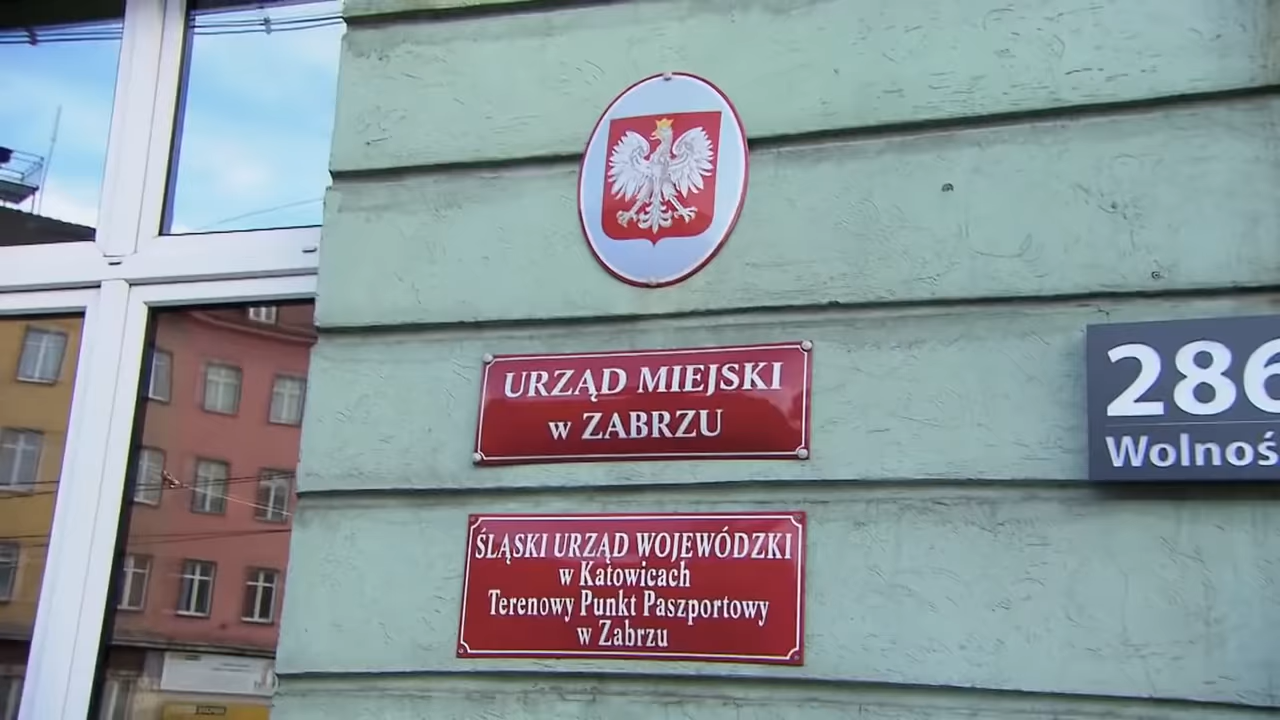 URZĄD MIEJSKI
w ZABRZU
ŚLĄSKI URZĄD WOJEWÓDZKI
w Katowicach
Terenowy Punkt Paszportowy
w Zabrzu
286
Wolnoś